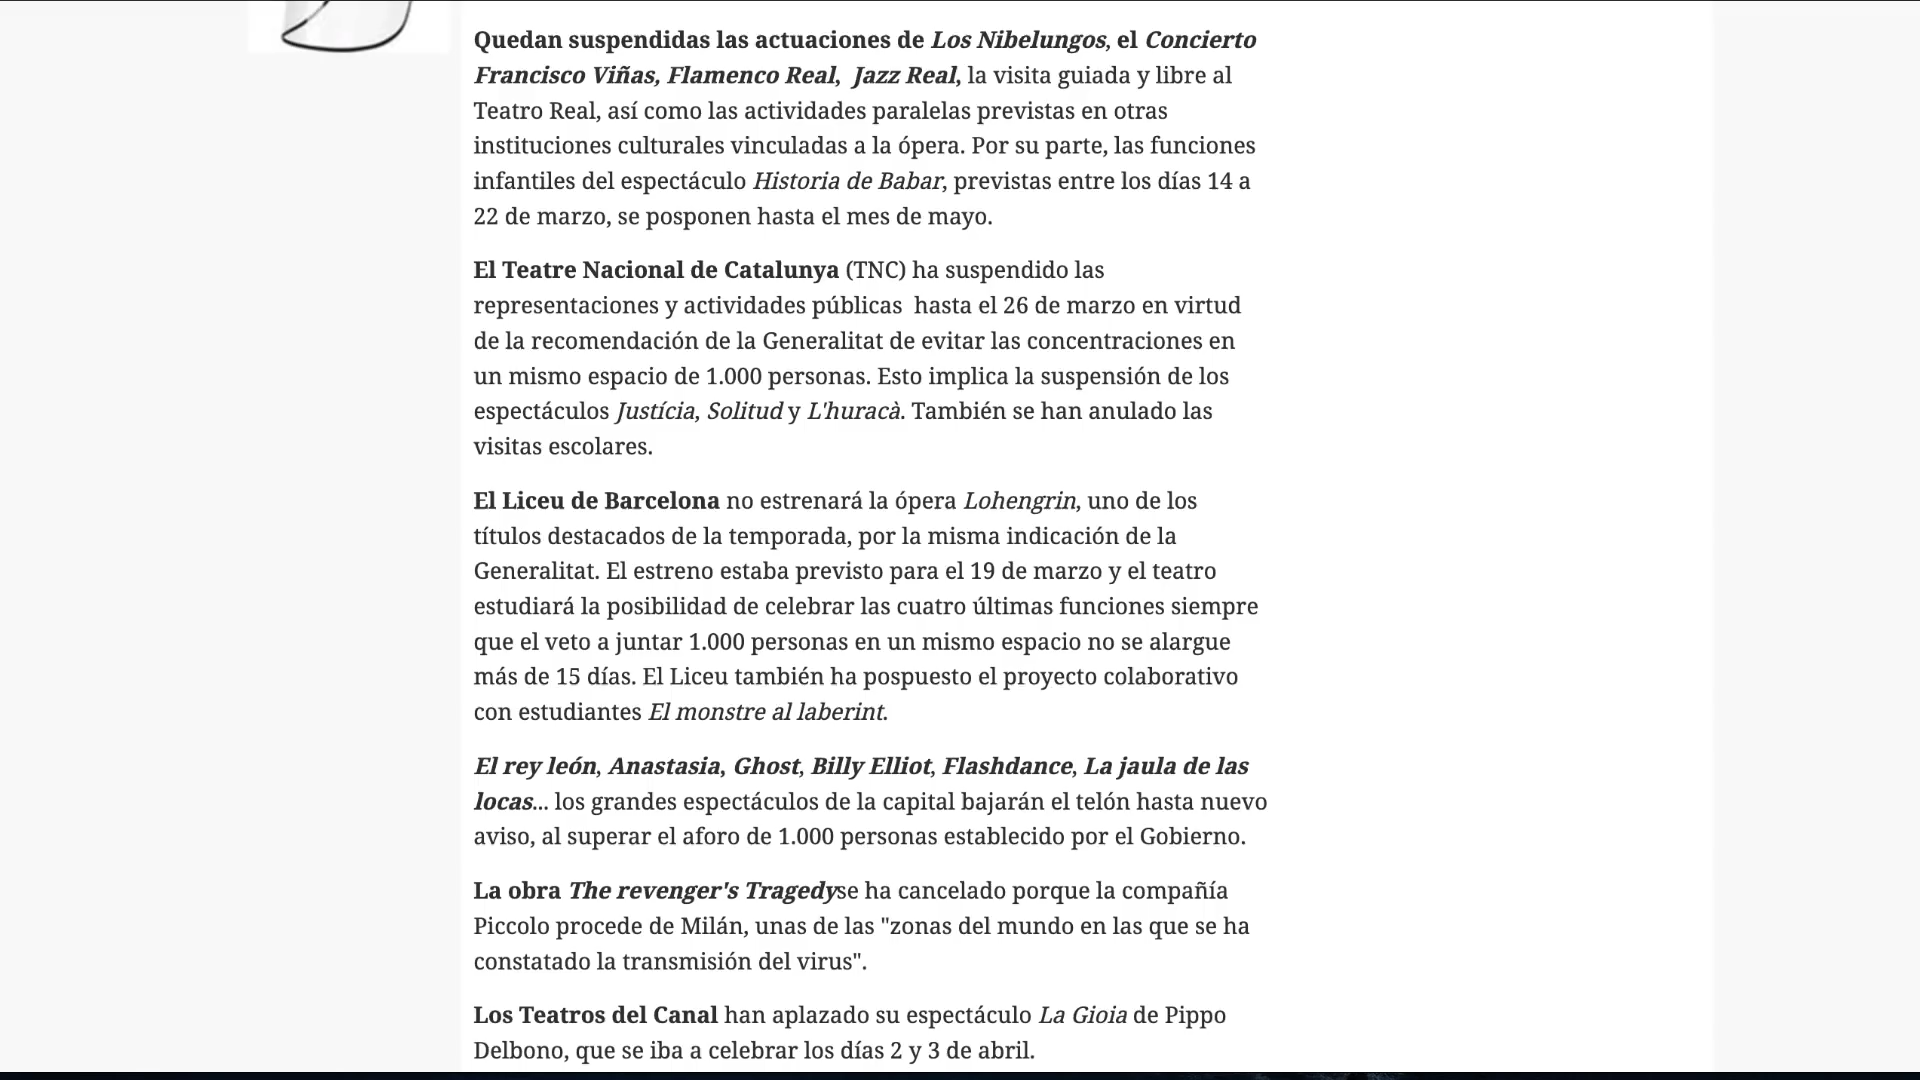 Quedan suspendidas las actuaciones de Los Nibelungos, el Concierto
Francisco Viñas, Flamenco Real,  Jazz Real, la visita guiada y libre al
Teatro Real, así como las actividades paralelas previstas en otras
instituciones culturales vinculadas a la ópera. Por su parte, las funciones
infantiles del espectáculo Historia de Babar, previstas entre los días 14 a
22 de marzo, se posponen hasta el mes de mayo.
El Teatre Nacional de Catalunya (TNC) ha suspendido las
representaciones y actividades públicas  hasta el 26 de marzo en virtud
de la recomendación de la Generalitat de evitar las concentraciones en
un mismo espacio de 1.000 personas. Esto implica la suspensión de los
espectáculos Justícia, Solitud y L'huracà. También se han anulado las
visitas escolares.
El Liceu de Barcelona no estrenará la ópera Lohengrin, uno de los
títulos destacados de la temporada, por la misma indicación de la
Generalitat. El estreno estaba previsto para el 19 de marzo y el teatro
estudiará la posibilidad de celebrar las cuatro últimas funciones siempre
que el veto a juntar 1.000 personas en un mismo espacio no se alargue
más de 15 días. El Liceu también ha pospuesto el proyecto colaborativo
con estudiantes El monstre al laberint.
El rey león, Anastasia, Ghost, Billy Elliot, Flashdance, La jaula de las
locas... los grandes espectáculos de la capital bajarán el telón hasta nuevo
aviso, al superar el aforo de 1.000 personas establecido por el Gobierno.
La obra The revenger's Tragedyse ha cancelado porque la compañía
Piccolo procede de Milán, unas de las "zonas del mundo en las que se ha
constatado la transmisión del virus".
Los Teatros del Canal han aplazado su espectáculo La Gioia de Pippo
Delbono, que se iba a celebrar los días 2 y 3 de abril.